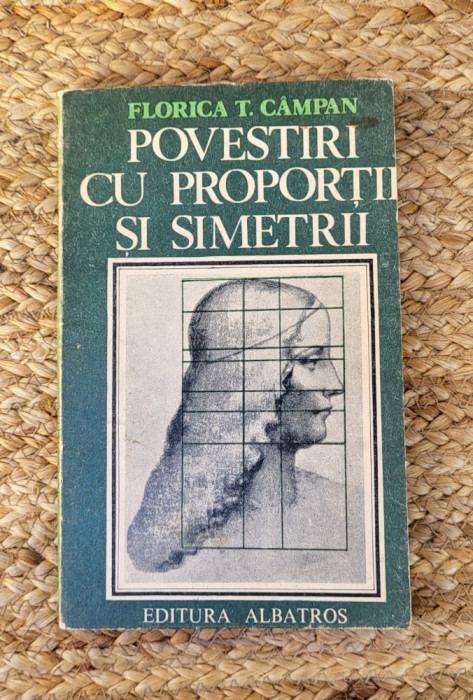 FLORICA T. CÂMPAN
POVESTIRI
CU PROPORȚII
ȘI SIMETRII
EDITURA ALBATROS